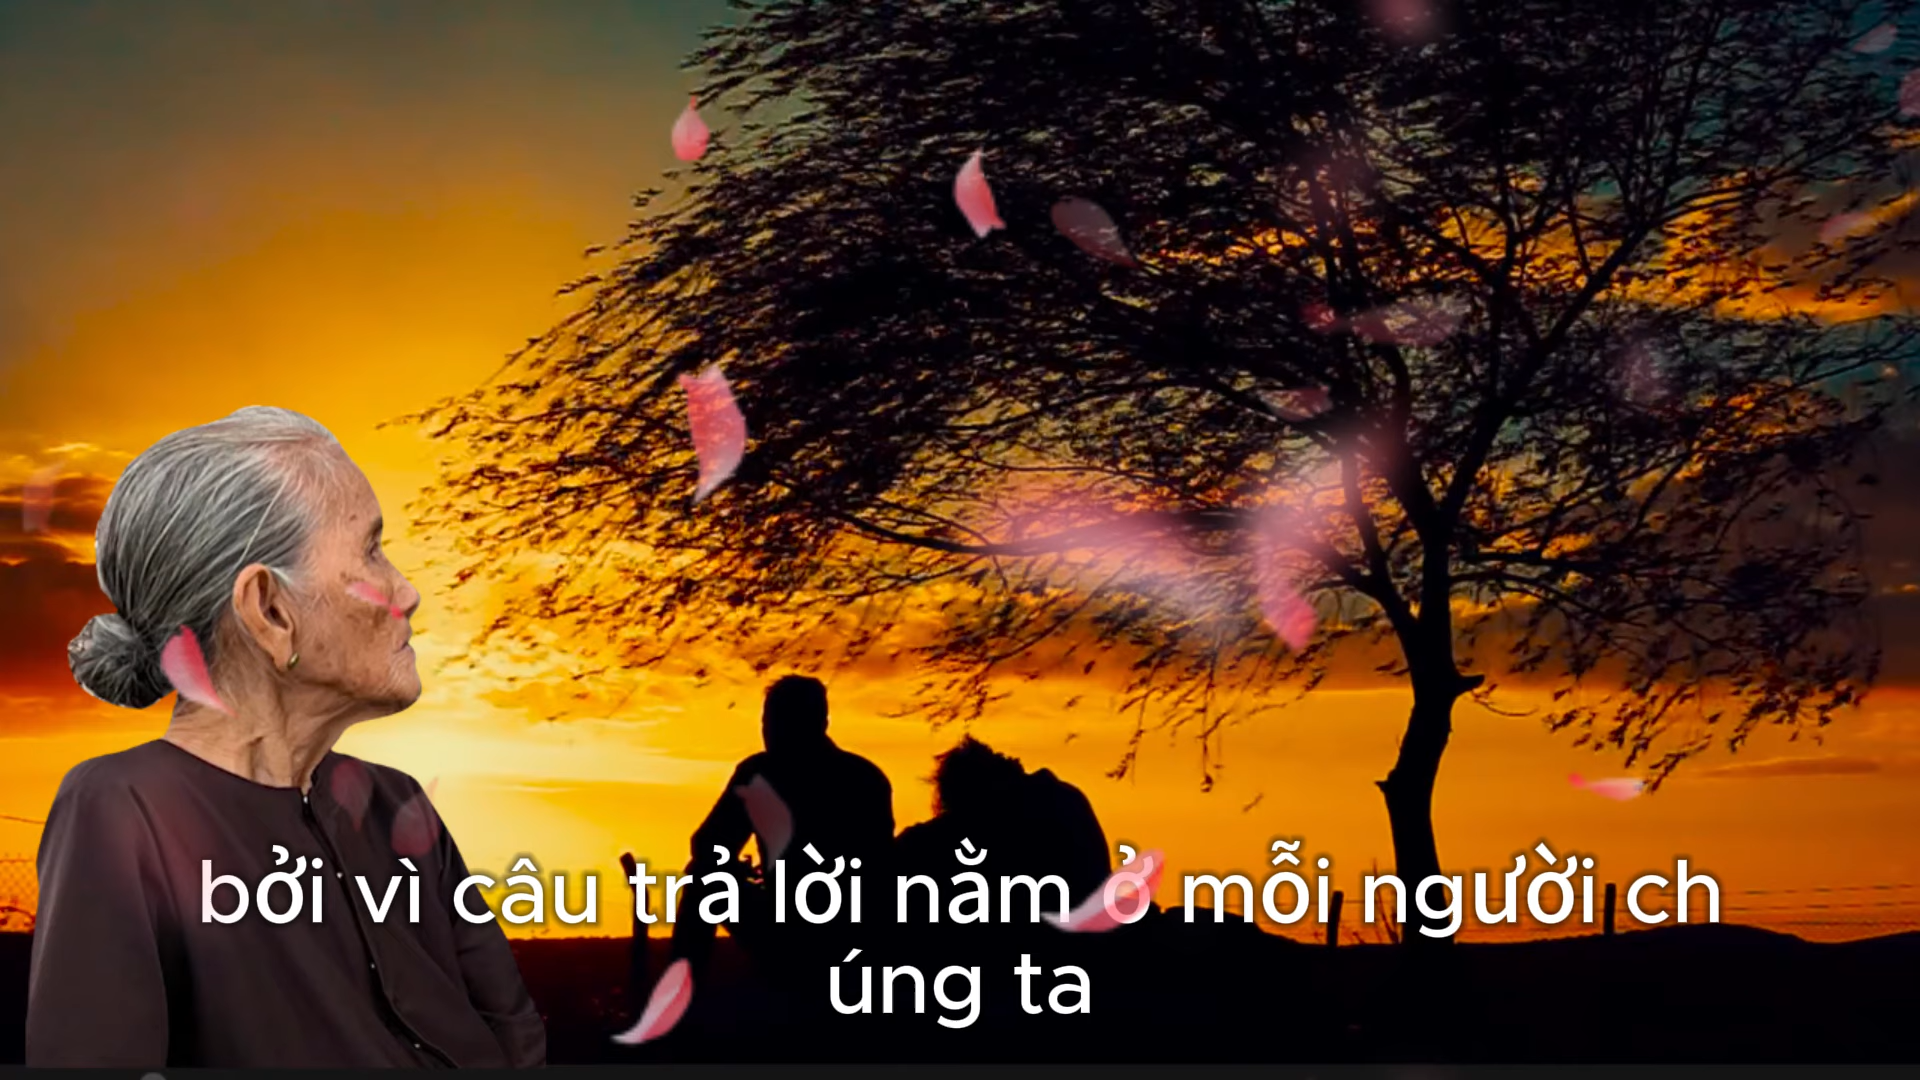 bởi vì câu trả lời nằm ở mỗi người ch
úng ta